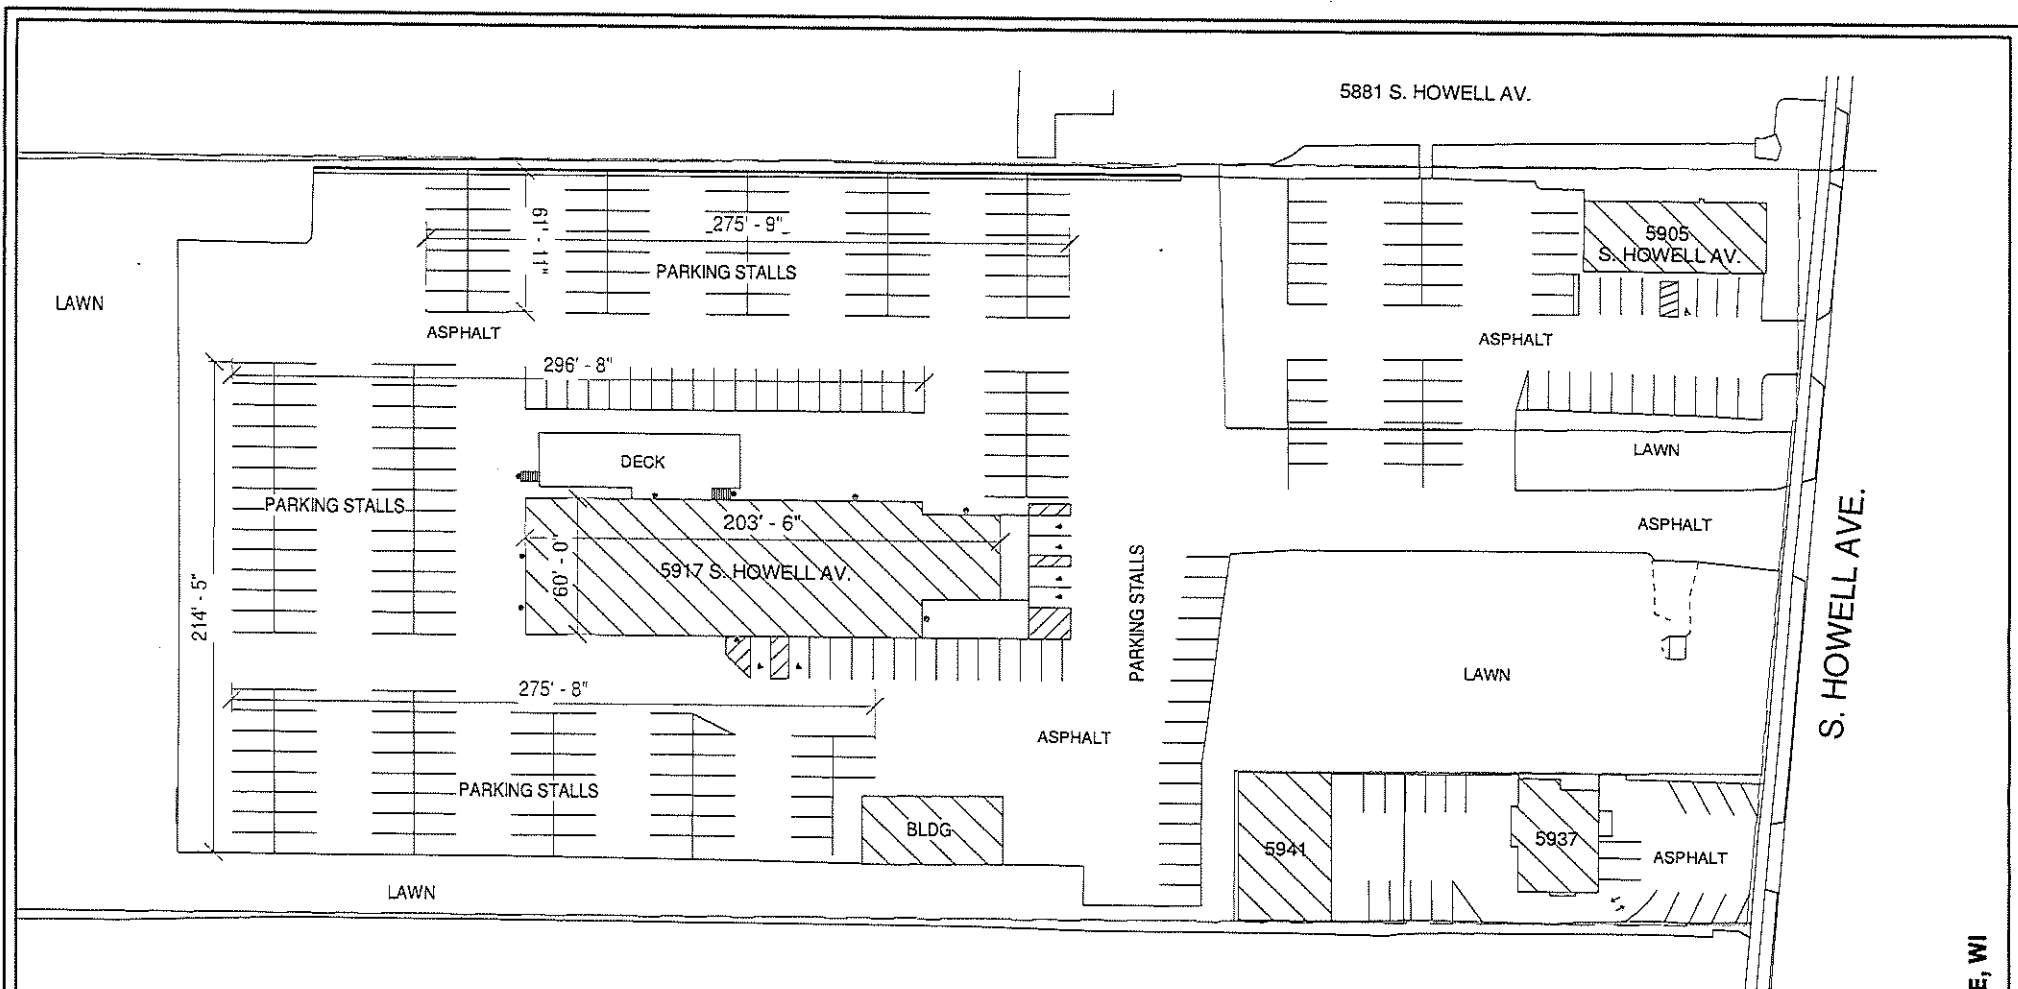 5881 S. HOWELL AV.
61' - 11"
275' - 9"
PARKING STALLS
5905
S. HOWELL AV.
LAWN
ASPHALT
ASPHALT
296' - 8"
DECK
LAWN
PARKING STALLS
203' - 6"
ASPHALT
60' - 0"
5917 S. HOWELL AV.
214' - 5"
PARKING STALLS
S. HOWELL AVE.
LAWN
275' - 8"
ASPHALT
PARKING STALLS
BLDG
5941
5937
ASPHALT
LAWN
E, WI